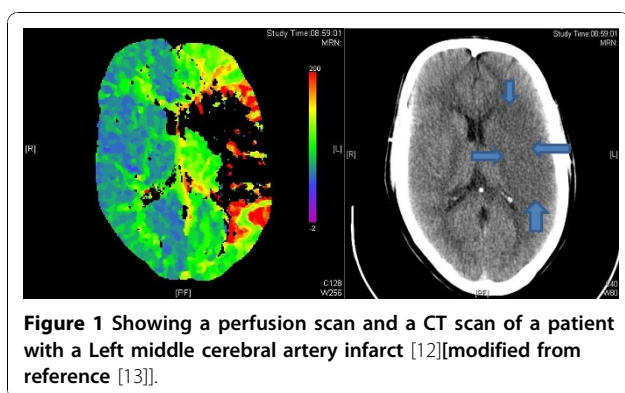 Study Time:08:59:01
MRN:
200
[R]
[L]
-2
C128
W256
[PF]
Study Time:08:59:01
MRN:
[R]
[L]
C40
W80
Figure 1 Showing a perfusion scan and a CT scan of a patient
with a Left middle cerebral artery infarct [12][modified from
reference [13]].